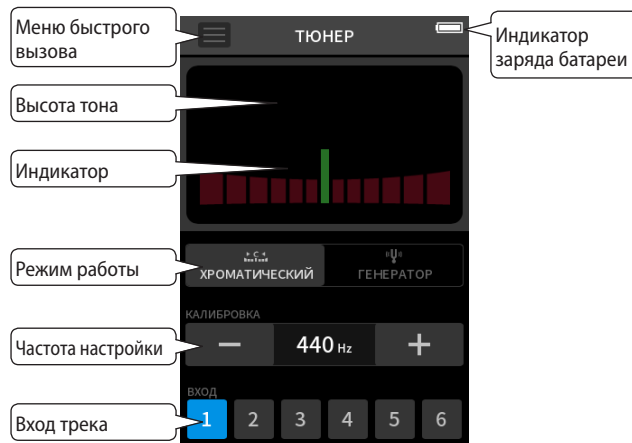 Меню быстрого
вызова
ТЮНЕР
Индикатор
заряда батареи
Высота тона
Индикатор
Режим работы
ХРОМАТИЧЕСКИЙ
ГЕНЕРАТОР
КАЛИБРОВКА
Частота настройки
− 440 Hz +
ВХОД
Вход трека
1 2 3 4 5 6